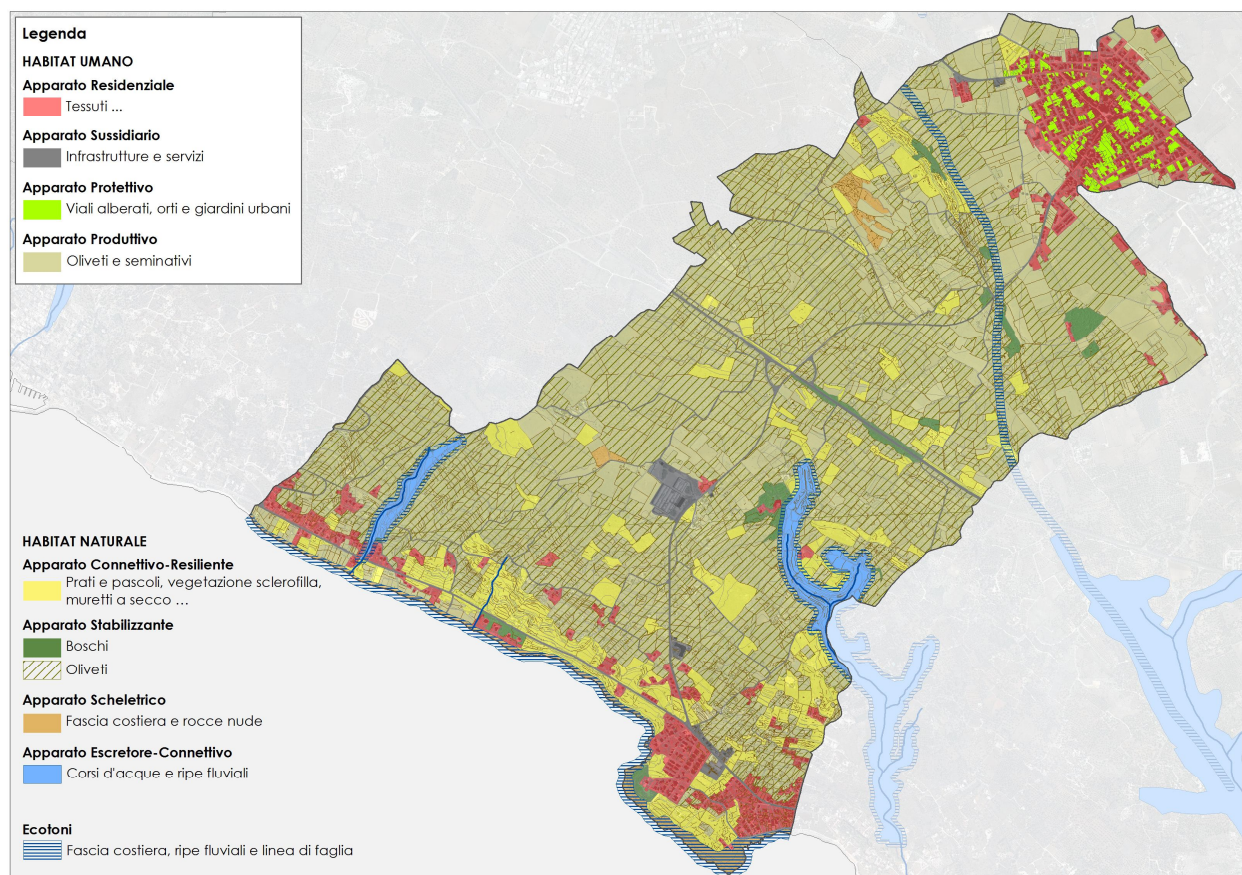 Legenda
HABITAT UMANO
Apparato Residenziale
Tessuti ...
Apparato Sussidiario
Infrastrutture e servizi
Apparato Protettivo
Viali alberati, orti e giardini urbani
Apparato Produttivo
Oliveti e seminativi
HABITAT NATURALE
Apparato Connettivo-Resiliente
Prati e pascoli, vegetazione sclerofilla,
muretti a secco ...
Apparato Stabilizzante
Boschi
Oliveti
Apparato Scheletrico
Fascia costiera e rocce nude
Apparato Escretore-Connettivo
Corsi d'acque e ripe fluviali
Ecotoni
Fascia costiera, ripe fluviali e linea di faglia